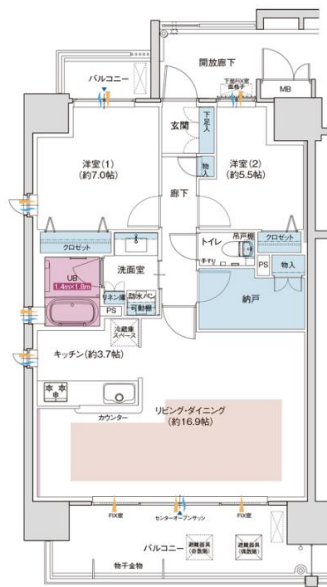 開放廊下
バルコニー
下部FIX窓
面格子
MB
玄関
下足入
洋室(1)
(約7.0帖)
洋室(2)
(約5.5帖)
物入
廊下
トイレ
吊戸棚
手すり
クロゼット
クロゼット
PS
物入
UB
1.4m×1.8m
洗面室
リネン庫
防水パン
可動棚
PS
納戸
冷蔵庫
スペース
キッチン(約3.7帖)
カウンター
リビング・ダイニング
(約16.9帖)
FIX窓
センターオープンサッシ
FIX窓
バルコニー
避難器具
(奇数階)
避難器具
(偶数階)
物干金物